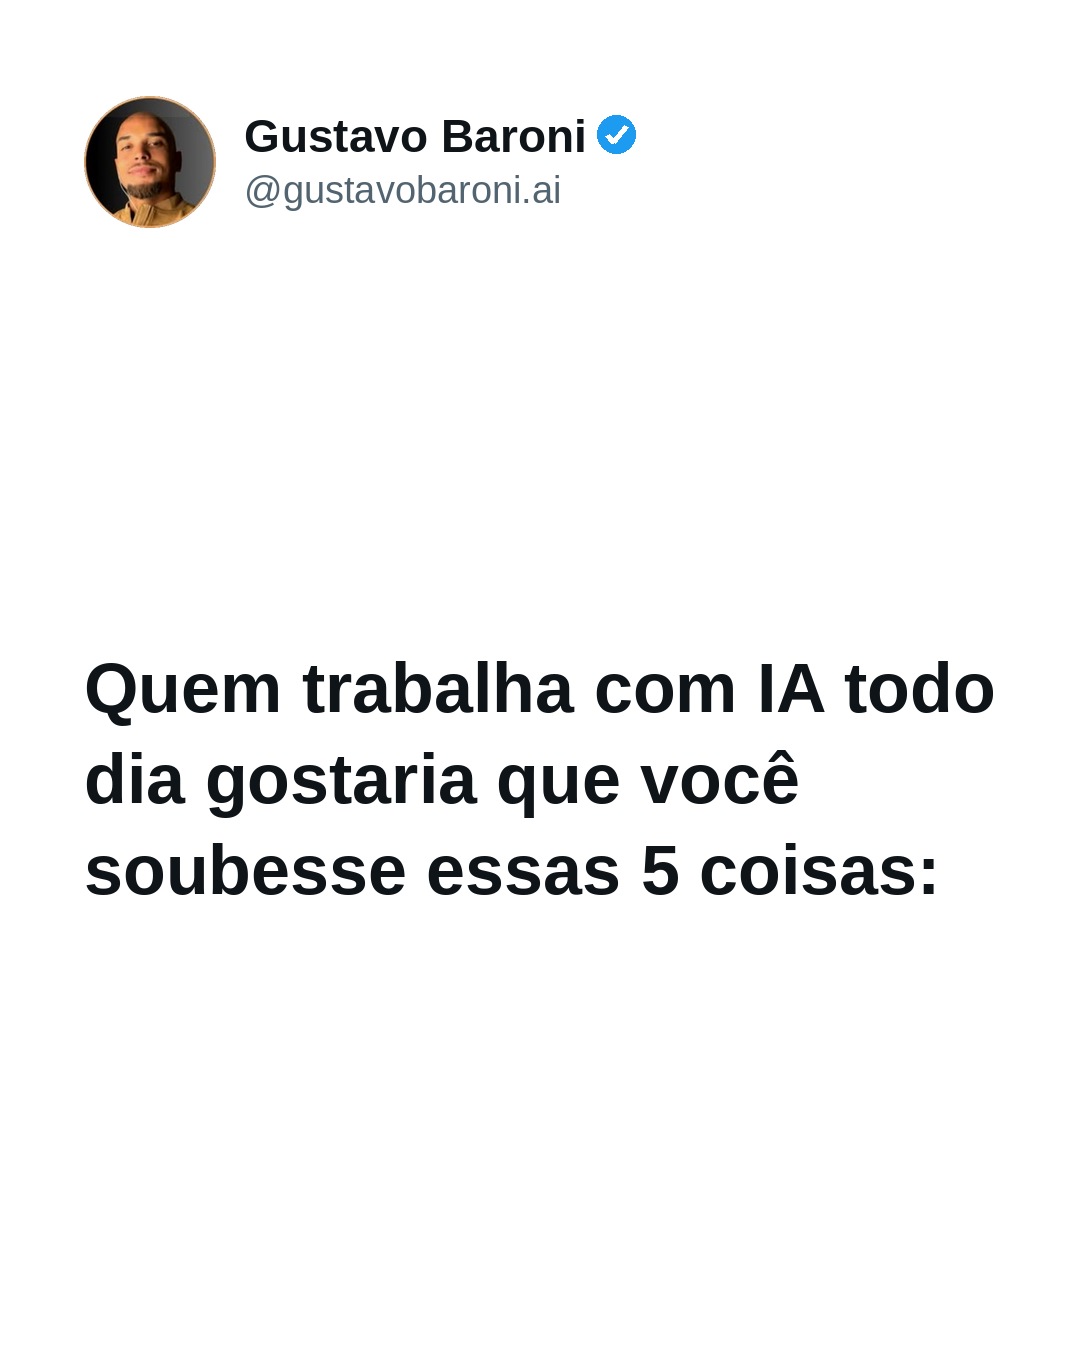 Gustavo Baroni
@gustavobaroni.ai
Quem trabalha com IA todo
dia gostaria que você
soubesse essas 5 coisas: